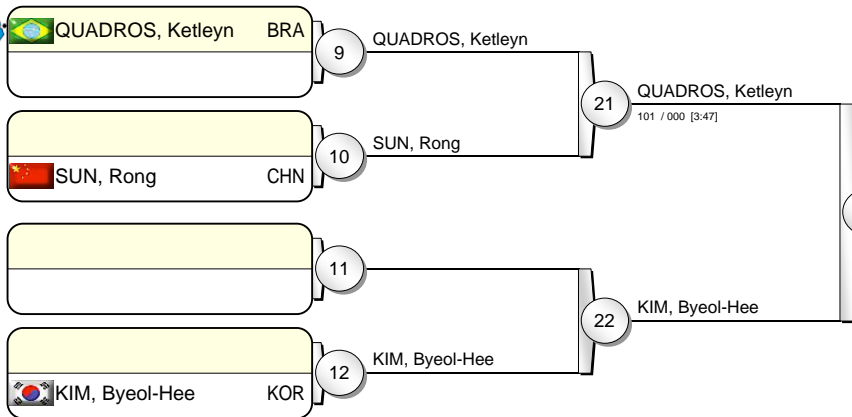 QUADROS, Ketleyn BRA
9
QUADROS, Ketleyn
21
QUADROS, Ketleyn
101 / 000 [3:47]
10
SUN, Rong
SUN, Rong CHN
11
22
KIM, Byeol-Hee
12
KIM, Byeol-Hee
KIM, Byeol-Hee KOR